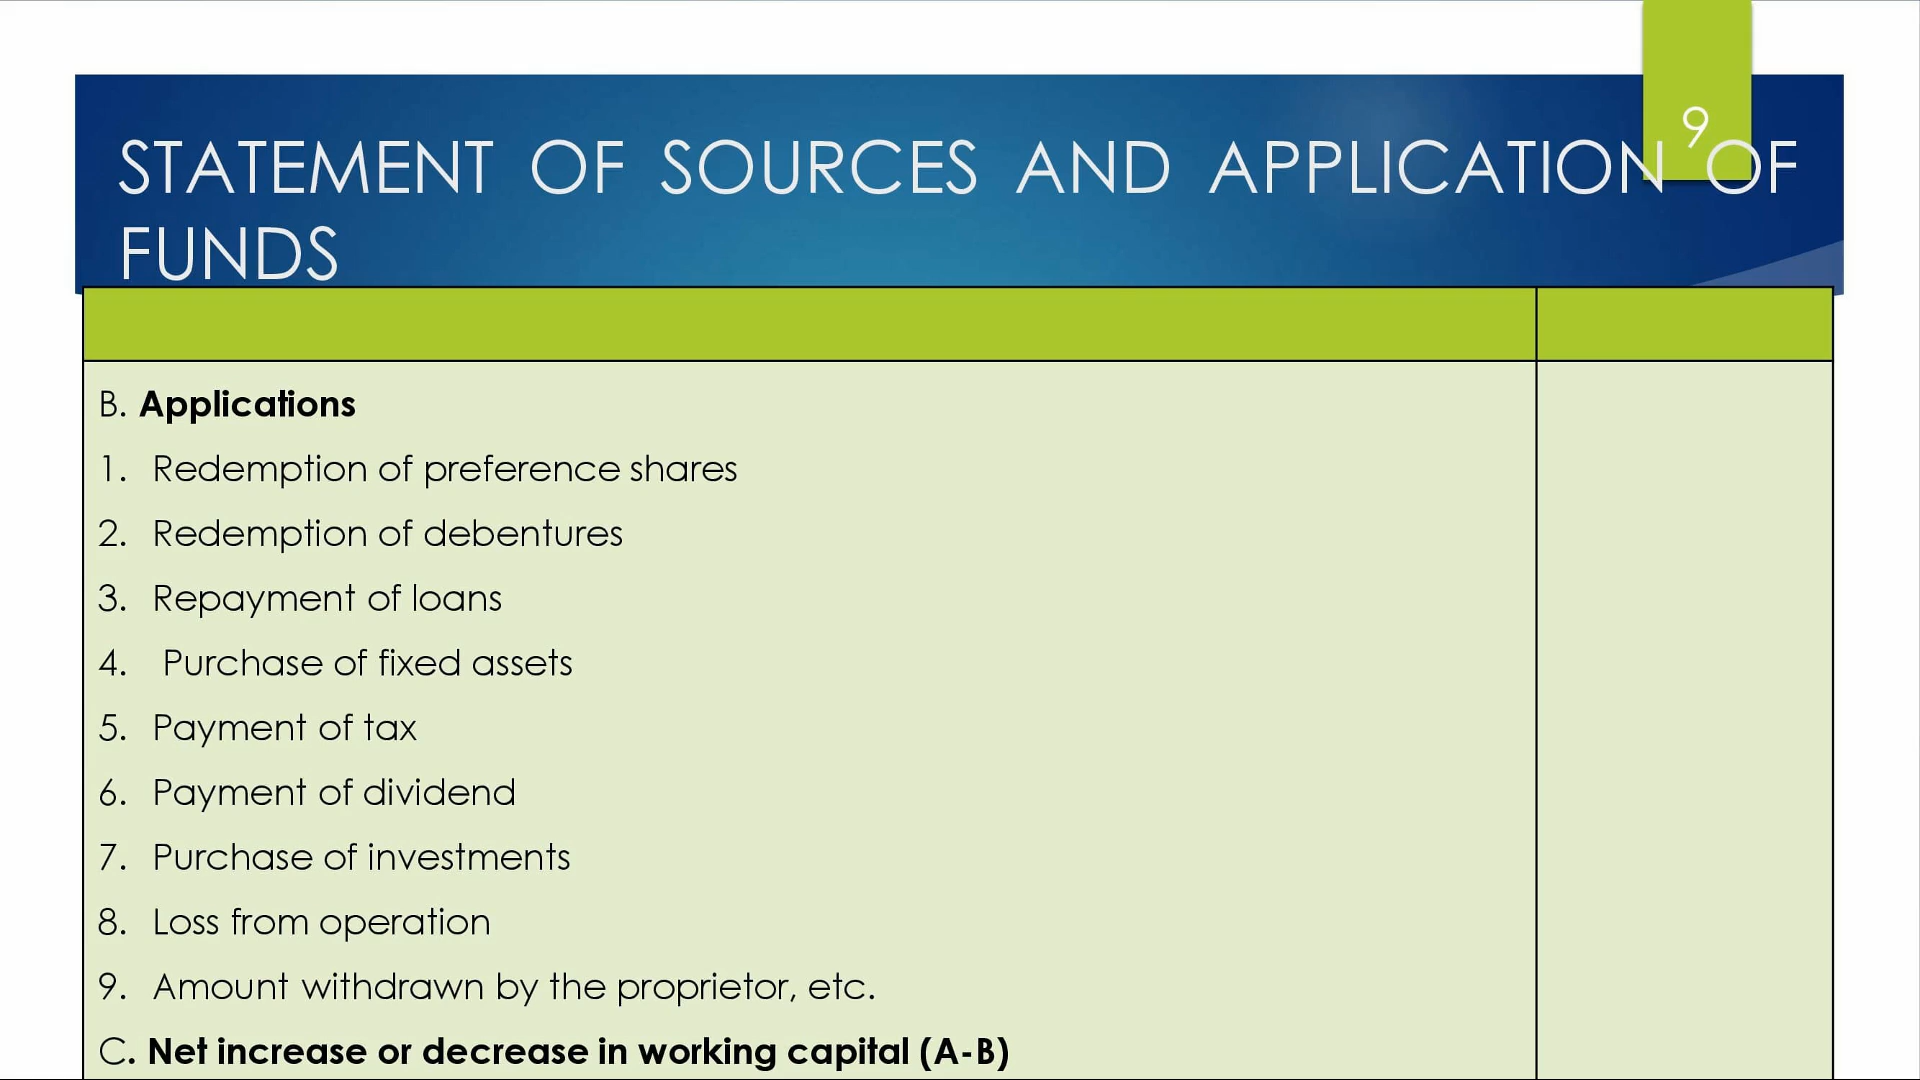 9
STATEMENT OF SOURCES AND APPLICATION OF
FUNDS
B. Applications
1. Redemption of preference shares
2. Redemption of debentures
3. Repayment of loans
4. Purchase of fixed assets
5. Payment of tax
6. Payment of dividend
7. Purchase of investments
8. Loss from operation
9. Amount withdrawn by the proprietor, etc.
C. Net increase or decrease in working capital (A-B)